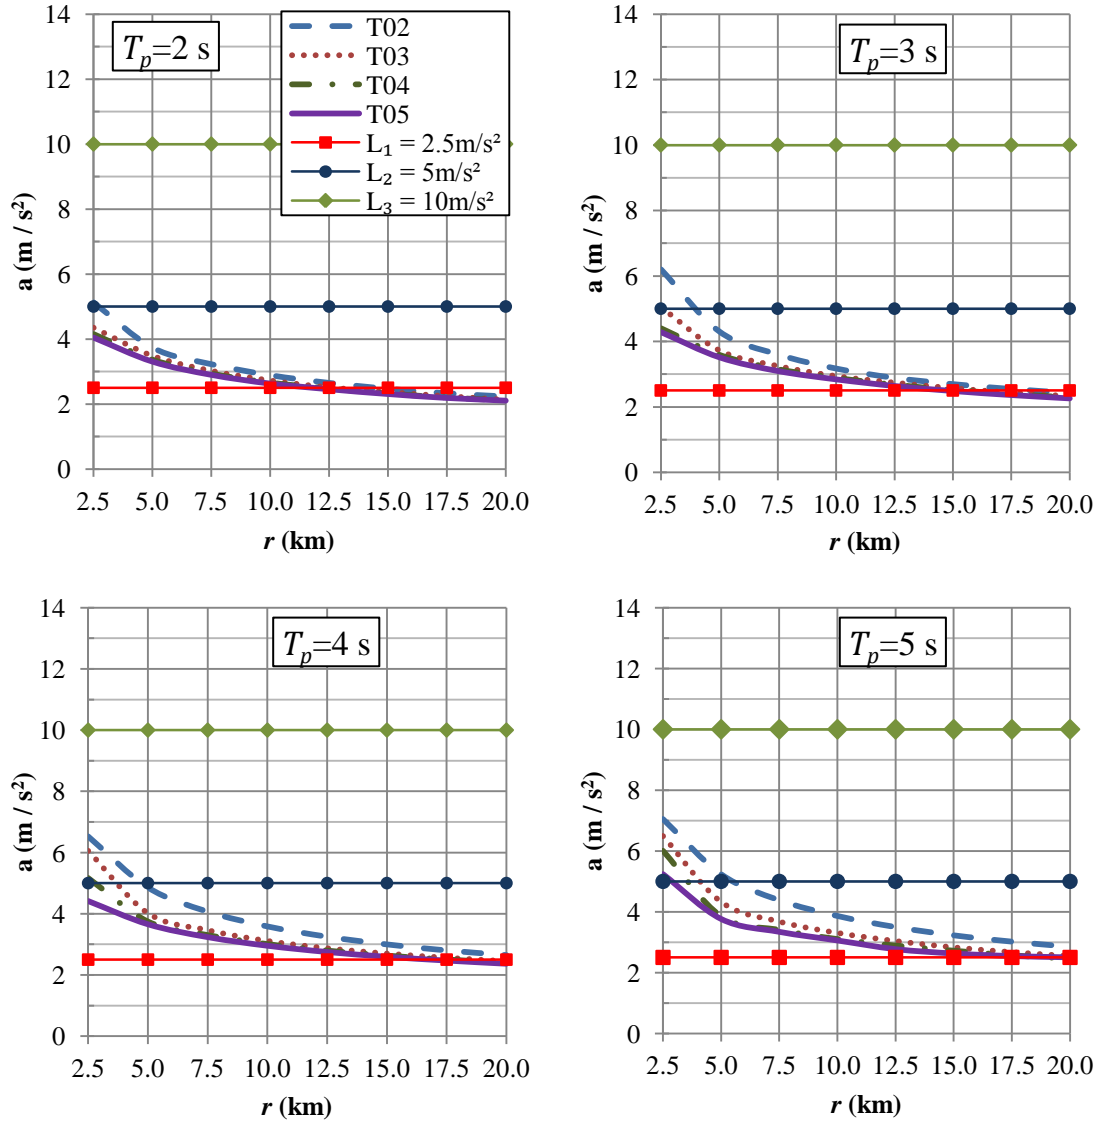 T_p=2 s
T02
T03
T04
T05
L₁ = 2.5m/s²
L₂ = 5m/s²
L₃ = 10m/s²
14
12
10
8
6
4
2
0
a (m / s²)
2.5 5.0 7.5 10.0 12.5 15.0 17.5 20.0
r (km)
T_p=3 s
14
12
10
8
6
4
2
0
a (m / s²)
2.5 5.0 7.5 10.0 12.5 15.0 17.5 20.0
r (km)
T_p=4 s
14
12
10
8
6
4
2
0
a (m / s²)
2.5 5.0 7.5 10.0 12.5 15.0 17.5 20.0
r (km)
T_p=5 s
14
12
10
8
6
4
2
0
a (m / s²)
2.5 5.0 7.5 10.0 12.5 15.0 17.5 20.0
r (km)